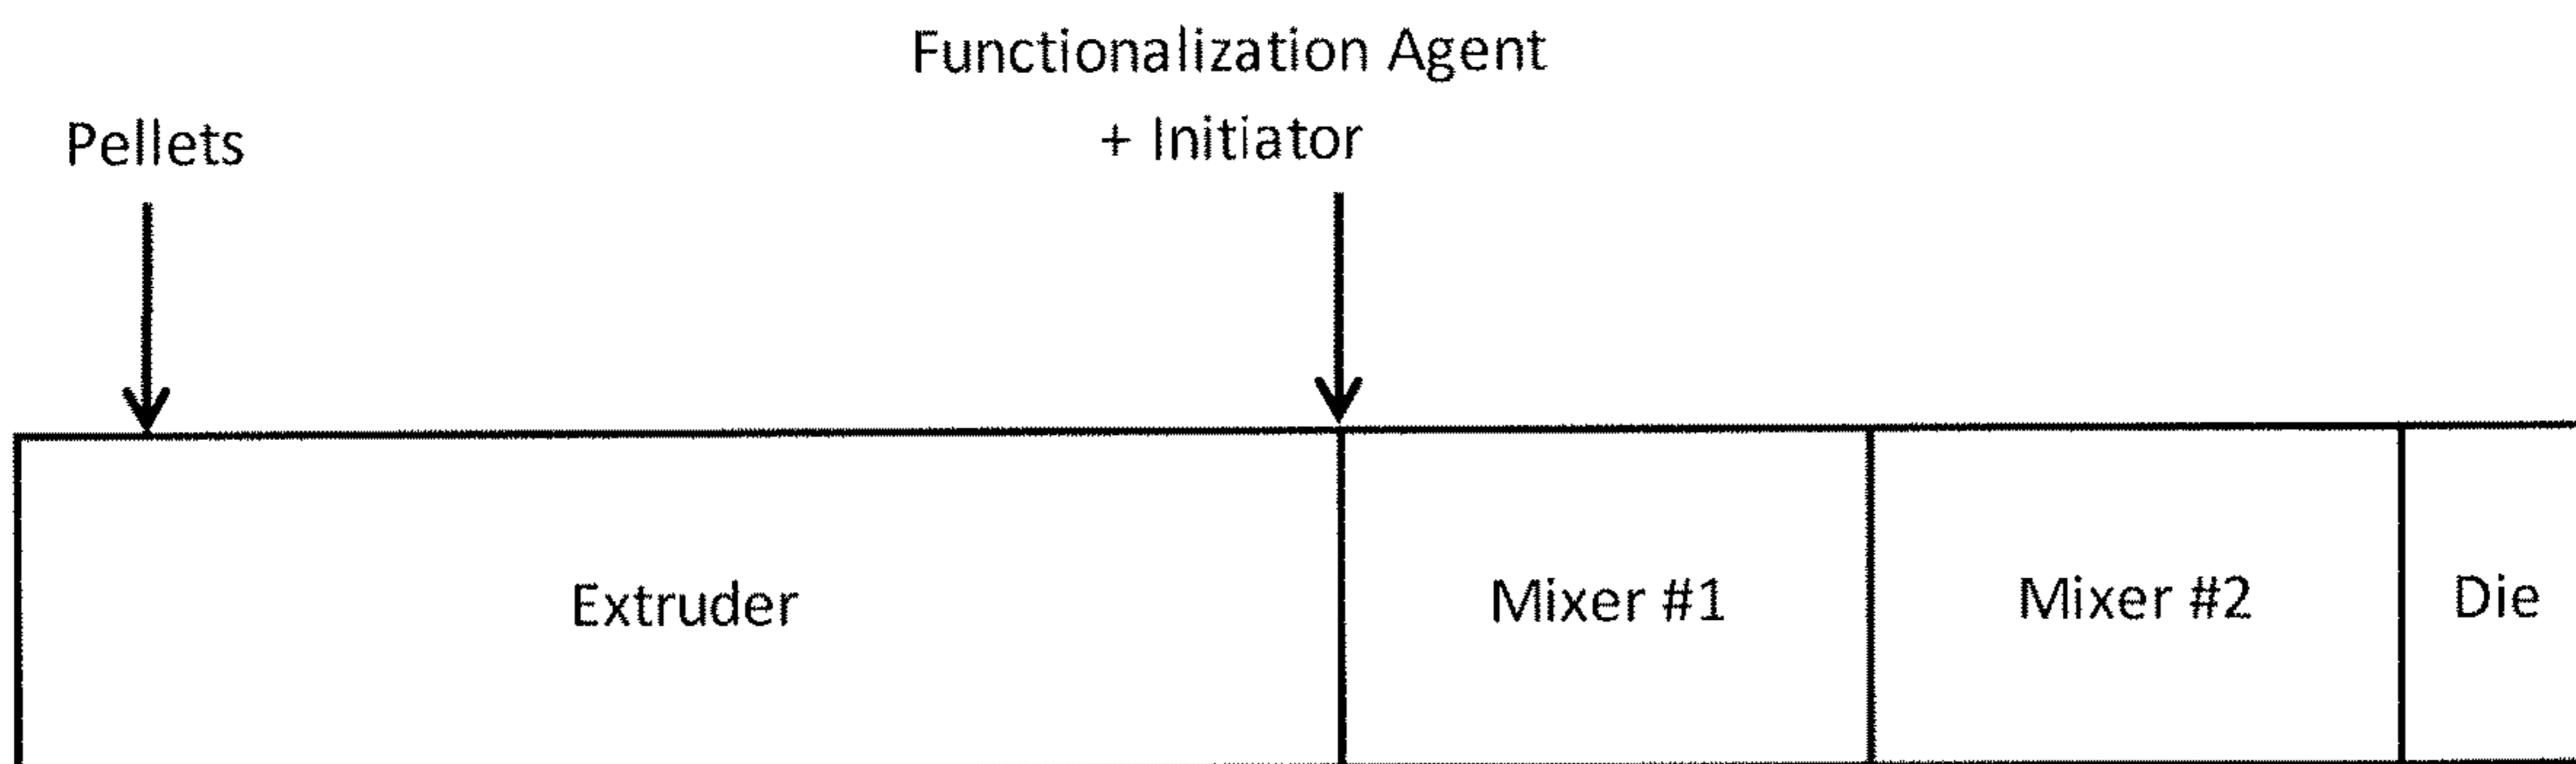 Functionalization Agent
+ Initiator
Pellets
Extruder
Mixer #1
Mixer #2
Die